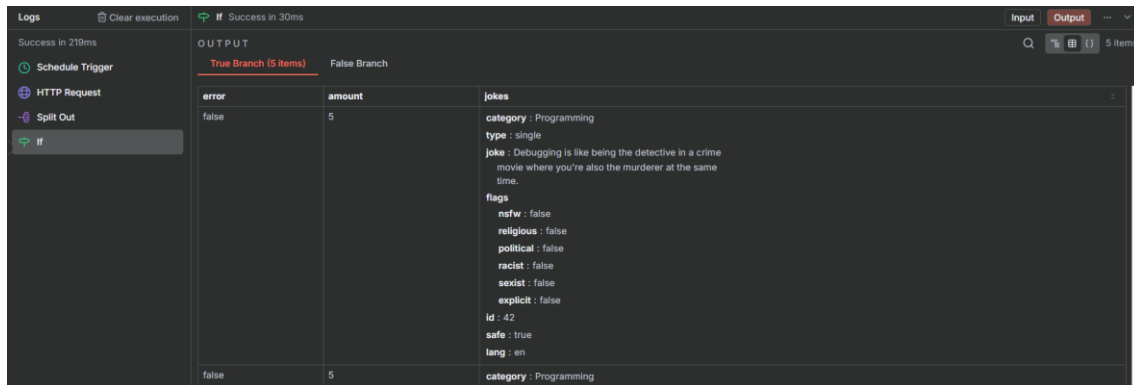 Logs
Clear execution
If Success in 30ms
Input
Output
Success in 219ms
OUTPUT
5 item
Schedule Trigger
True Branch (5 items)
False Branch
HTTP Request
error
amount
jokes
Split Out
false
5
category : Programming
If
type : single
joke : Debugging is like being the detective in a crime
movie where you're also the murderer at the same
time.
flags
nsfw : false
religious : false
political : false
racist : false
sexist : false
explicit : false
id : 42
safe : true
lang : en
false
5
category : Programming